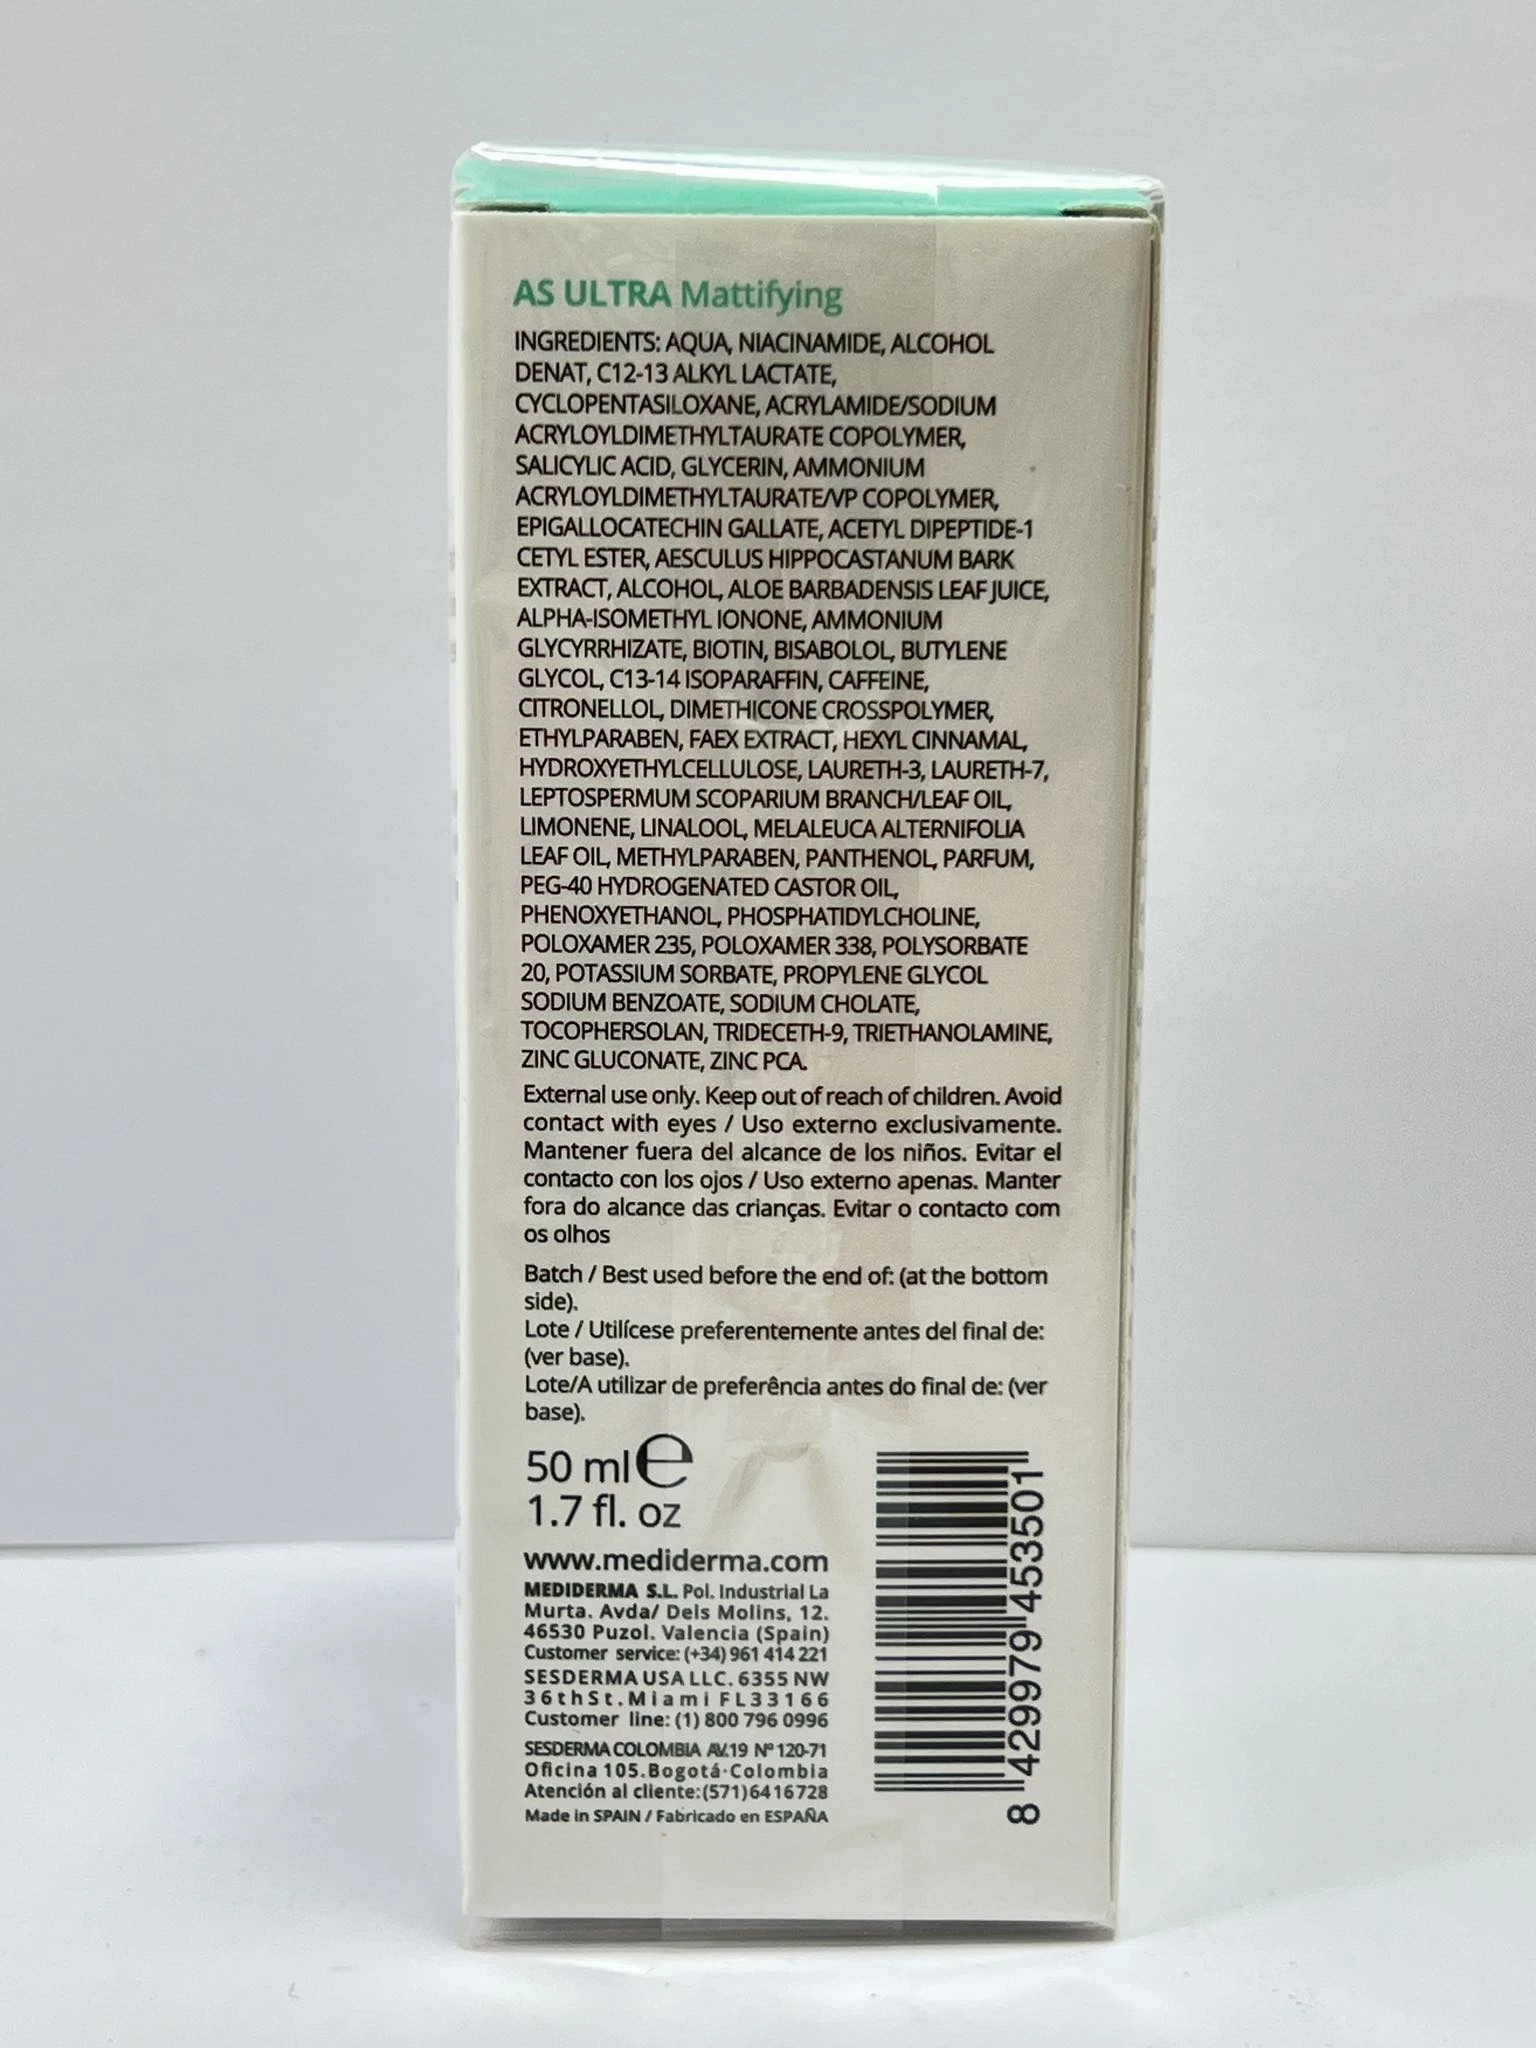 AS ULTRA Mattifying
INGREDIENTS: AQUA, NIACINAMIDE, ALCOHOL
DENAT, C12-13 ALKYL LACTATE,
CYCLOPENTASILOXANE, ACRYLAMIDE/SODIUM
ACRYLOYLDIMETHYLTAURATE COPOLYMER,
SALICYLIC ACID, GLYCERIN, AMMONIUM
ACRYLOYLDIMETHYLTAURATE/VP COPOLYMER,
EPIGALLOCATECHIN GALLATE, ACETYL DIPEPTIDE-1
CETYL ESTER, AESCULUS HIPPOCASTANUM BARK
EXTRACT, ALCOHOL, ALOE BARBADENSIS LEAF JUICE,
ALPHA-ISOMETHYL IONONE, AMMONIUM
GLYCYRRHIZATE, BIOTIN, BISABOLOL, BUTYLENE
GLYCOL, C13-14 ISOPARAFFIN, CAFFEINE,
CITRONELLOL, DIMETHICONE CROSSPOLYMER,
ETHYLPARABEN, FAEX EXTRACT, HEXYL CINNAMAL,
HYDROXYETHYLCELLULOSE, LAURETH-3, LAURETH-7,
LEPTOSPERMUM SCOPARIUM BRANCH/LEAF OIL,
LIMONENE, LINALOOL, MELALEUCA ALTERNIFOLIA
LEAF OIL, METHYLPARABEN, PANTHENOL, PARFUM,
PEG-40 HYDROGENATED CASTOR OIL,
PHENOXYETHANOL, PHOSPHATIDYLCHOLINE,
POLOXAMER 235, POLOXAMER 338, POLYSORBATE
20, POTASSIUM SORBATE, PROPYLENE GLYCOL
SODIUM BENZOATE, SODIUM CHOLATE,
TOCOPHERSOLAN, TRIDECETH-9, TRIETHANOLAMINE,
ZINC GLUCONATE, ZINC PCA.
External use only. Keep out of reach of children. Avoid
contact with eyes / Uso externo exclusivamente.
Mantener fuera del alcance de los niños. Evitar el
contacto con los ojos / Uso externo apenas. Manter
fora do alcance das crianças. Evitar o contacto com
os olhos
Batch / Best used before the end of: (at the bottom
side).
Lote / Utilícese preferentemente antes del final de:
(ver base).
Lote/A utilizar de preferência antes do final de: (ver
base).
50 ml e
1.7 fl. oz
www.mediderma.com
MEDIDERMA S.L. Pol. Industrial La
Murta. Avda/ Dels Molins, 12.
46530 Puzol. Valencia (Spain)
Customer service: (+34) 961 414 221
SESDERMA USA LLC. 6355 NW
36th St. Miami FL 33166
Customer line: (1) 800 796 0996
SESDERMA COLOMBIA AV.19 Nº 120-71
Oficina 105. Bogotá·Colombia
Atención al cliente: (571)6416728
Made in SPAIN / Fabricado en ESPAÑA
8 429979 453501